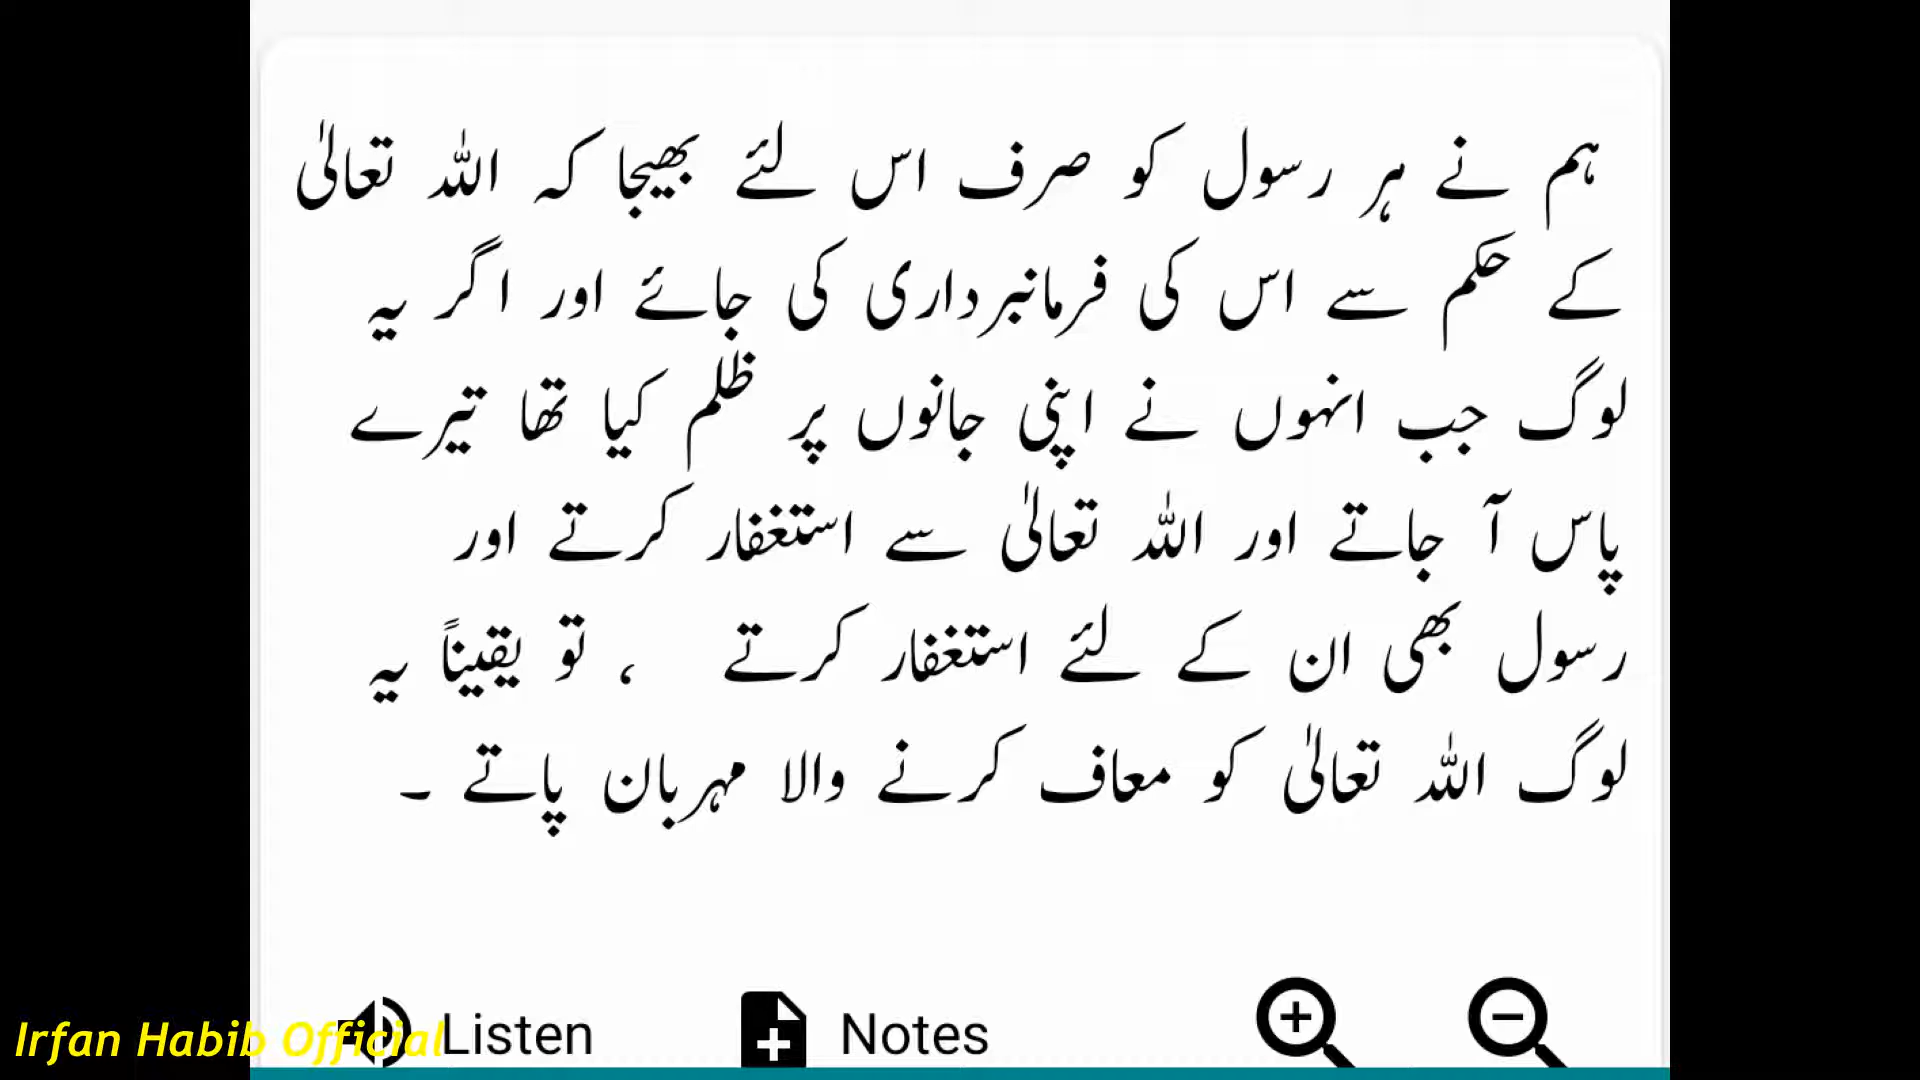 ہم نے ہر رسول کو صرف اس لئے بھیجا کہ اللہ تعالٰی
کے حکم سے اس کی فرمانبرداری کی جائے اور اگر یہ
لوگ جب انہوں نے اپنی جانوں پر ظلم کیا تھا تیرے
پاس آ جاتے اور اللہ تعالٰی سے استغفار کرتے اور
رسول بھی ان کے لئے استغفار کرتے ، تو یقیناً یہ
لوگ اللہ تعالٰی کو معاف کرنے والا مہربان پاتے ۔
Listen Notes
Irfan Habib Official